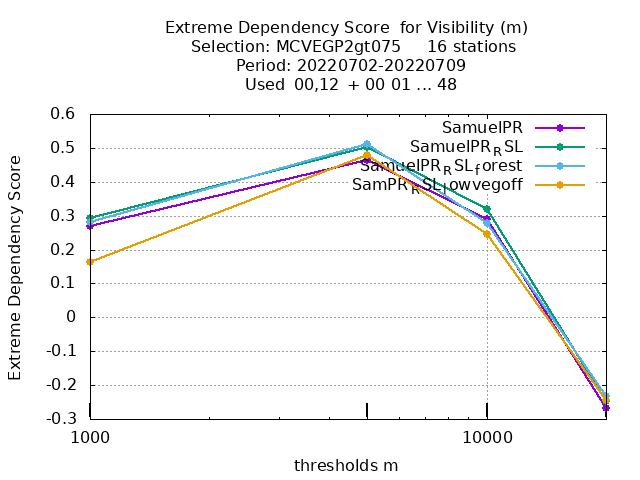 Extreme Dependency Score  for Visibility (m)
Selection: MCVEGP2gt075     16 stations
Period: 20220702-20220709
Used  00,12  + 00 01 ... 48
SamuelPR
SamuelPR_RSL
SamuelPR_RSL_forest
SamPR_RSL_lowvegoff
Extreme Dependency Score
0.6
0.5
0.4
0.3
0.2
0.1
0
-0.1
-0.2
-0.3
1000
10000
thresholds m